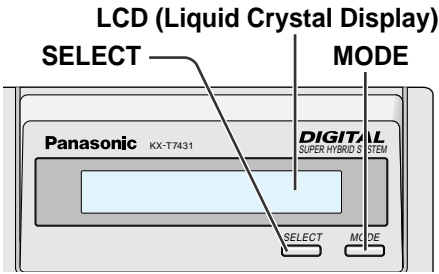 LCD (Liquid Crystal Display)
SELECT MODE
Panasonic KX-T7431 DIGITAL
SUPER HYBRID SYSTEM
SELECT MODE